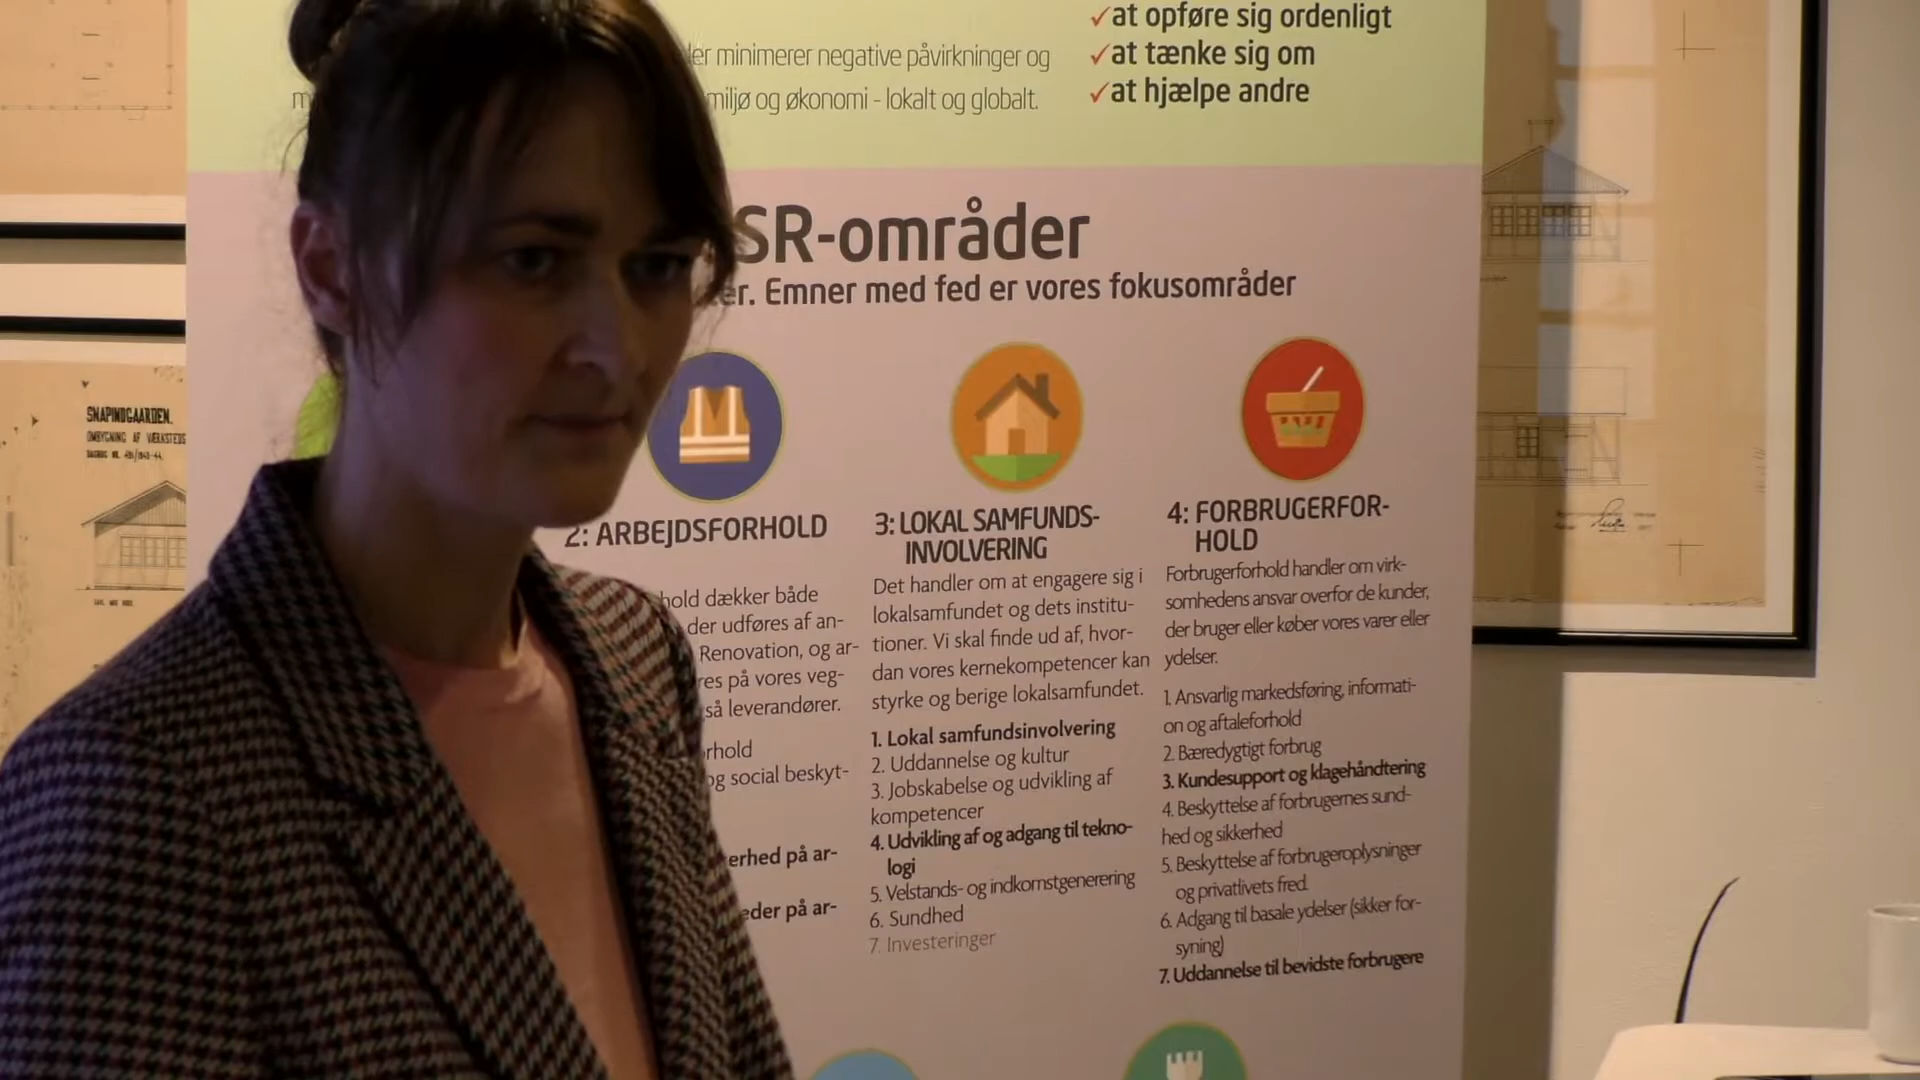 at opføre sig ordenligt
at tænke sig om
at hjælpe andre
minimerer negative påvirkninger og
miljø og økonomi - lokalt og globalt.
SR-områder
Emner med fed er vores fokusområder
2: ARBEJDSFORHOLD
hold dækker både
der udføres af an-
Renovation, og ar-
res på vores veg-
så leverandører.
rhold
og social beskyt-
erhed på ar-
eder på ar-
3: LOKAL SAMFUNDS-
INVOLVERING
Det handler om at engagere sig i
lokalsamfundet og dets institu-
tioner. Vi skal finde ud af, hvor-
dan vores kernekompetencer kan
styrke og berige lokalsamfundet.
1. Lokal samfundsinvolvering
2. Uddannelse og kultur
3. Jobskabelse og udvikling af
kompetencer
4. Udvikling af og adgang til tekno-
logi
5. Velstands- og indkomstgenerering
6. Sundhed
7. Investeringer
4: FORBRUGERFOR-
HOLD
Forbrugerforhold handler om virk-
somhedens ansvar overfor de kunder,
der bruger eller køber vores varer eller
ydelser.
1. Ansvarlig markedsføring, informati-
on og aftaleforhold
2. Bæredygtigt forbrug
3. Kundesupport og klagehåndtering
4. Beskyttelse af forbrugernes sund-
hed og sikkerhed
5. Beskyttelse af forbrugeroplysninger
og privatlivets fred.
6. Adgang til basale ydelser (sikker for-
syning)
7. Uddannelse til bevidste forbrugere
SNAPINDGAARDEN.
OMBYGNING AF VÆRKSTEDS